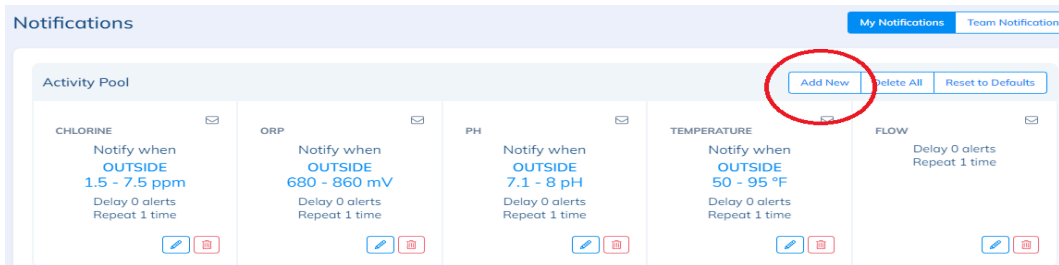 Notifications
My Notifications
Team Notification
Activity Pool
Add New
Delete All
Reset to Defaults
CHLORINE
Notify when
OUTSIDE
1.5 - 7.5 ppm
Delay 0 alerts
Repeat 1 time
ORP
Notify when
OUTSIDE
680 - 860 mV
Delay 0 alerts
Repeat 1 time
PH
Notify when
OUTSIDE
7.1 - 8 pH
Delay 0 alerts
Repeat 1 time
TEMPERATURE
Notify when
OUTSIDE
50 - 95 °F
Delay 0 alerts
Repeat 1 time
FLOW
Delay 0 alerts
Repeat 1 time